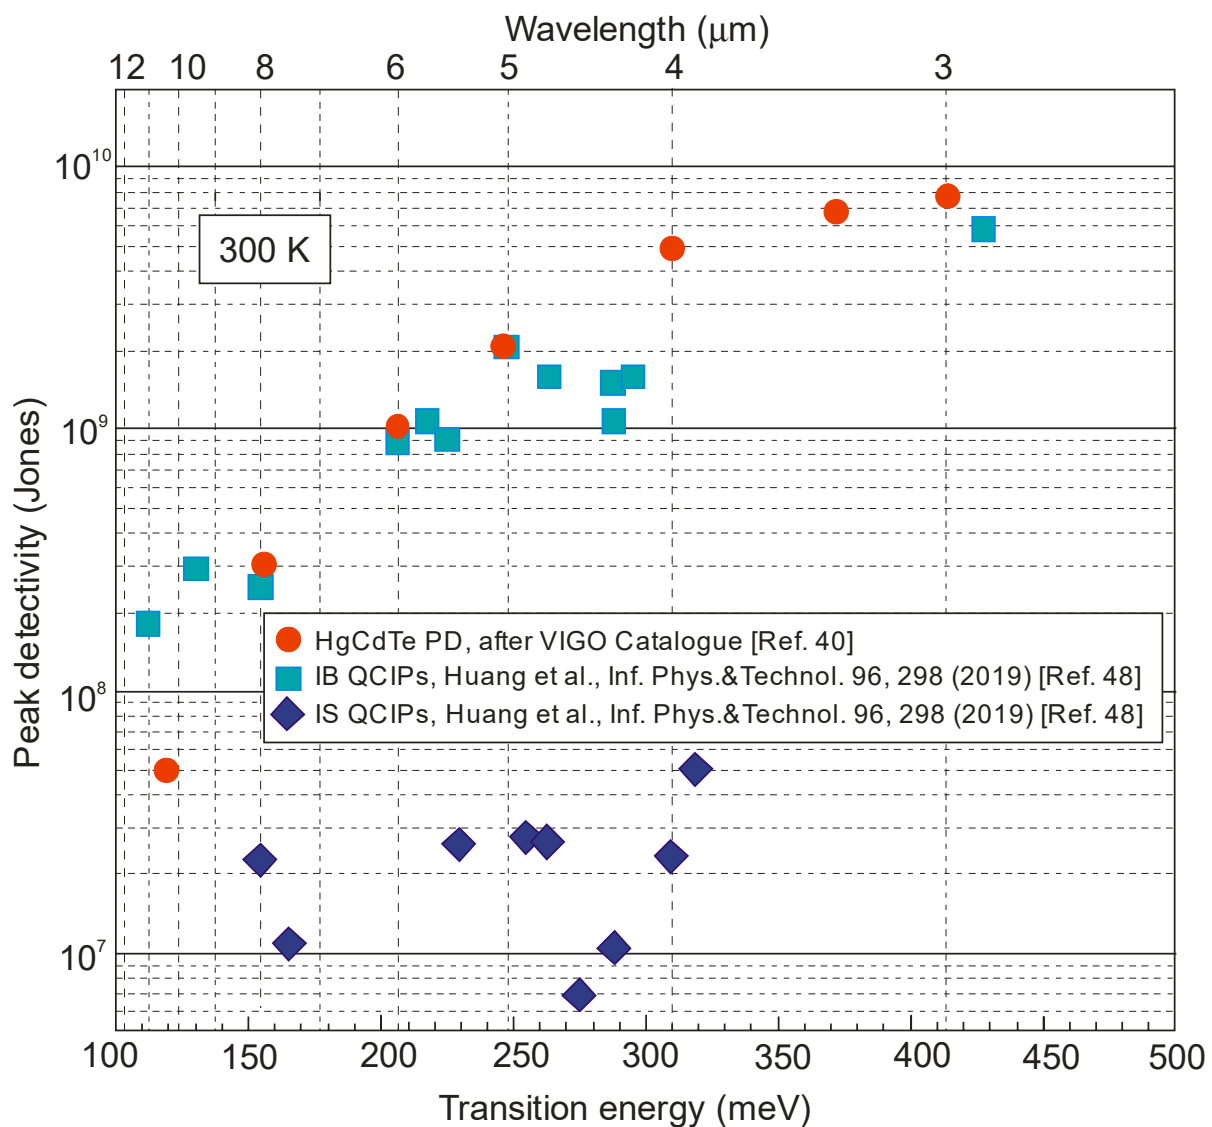 Wavelength (μm)
12 10 8 6 5 4 3
10^10
300 K
10^9
Peak detectivity (Jones)
HgCdTe PD, after VIGO Catalogue [Ref. 40]
IB QCIPs, Huang et al., Inf. Phys.&Technol. 96, 298 (2019) [Ref. 48]
10^8
IS QCIPs, Huang et al., Inf. Phys.&Technol. 96, 298 (2019) [Ref. 48]
10^7
100 150 200 250 300 350 400 450 500
Transition energy (meV)